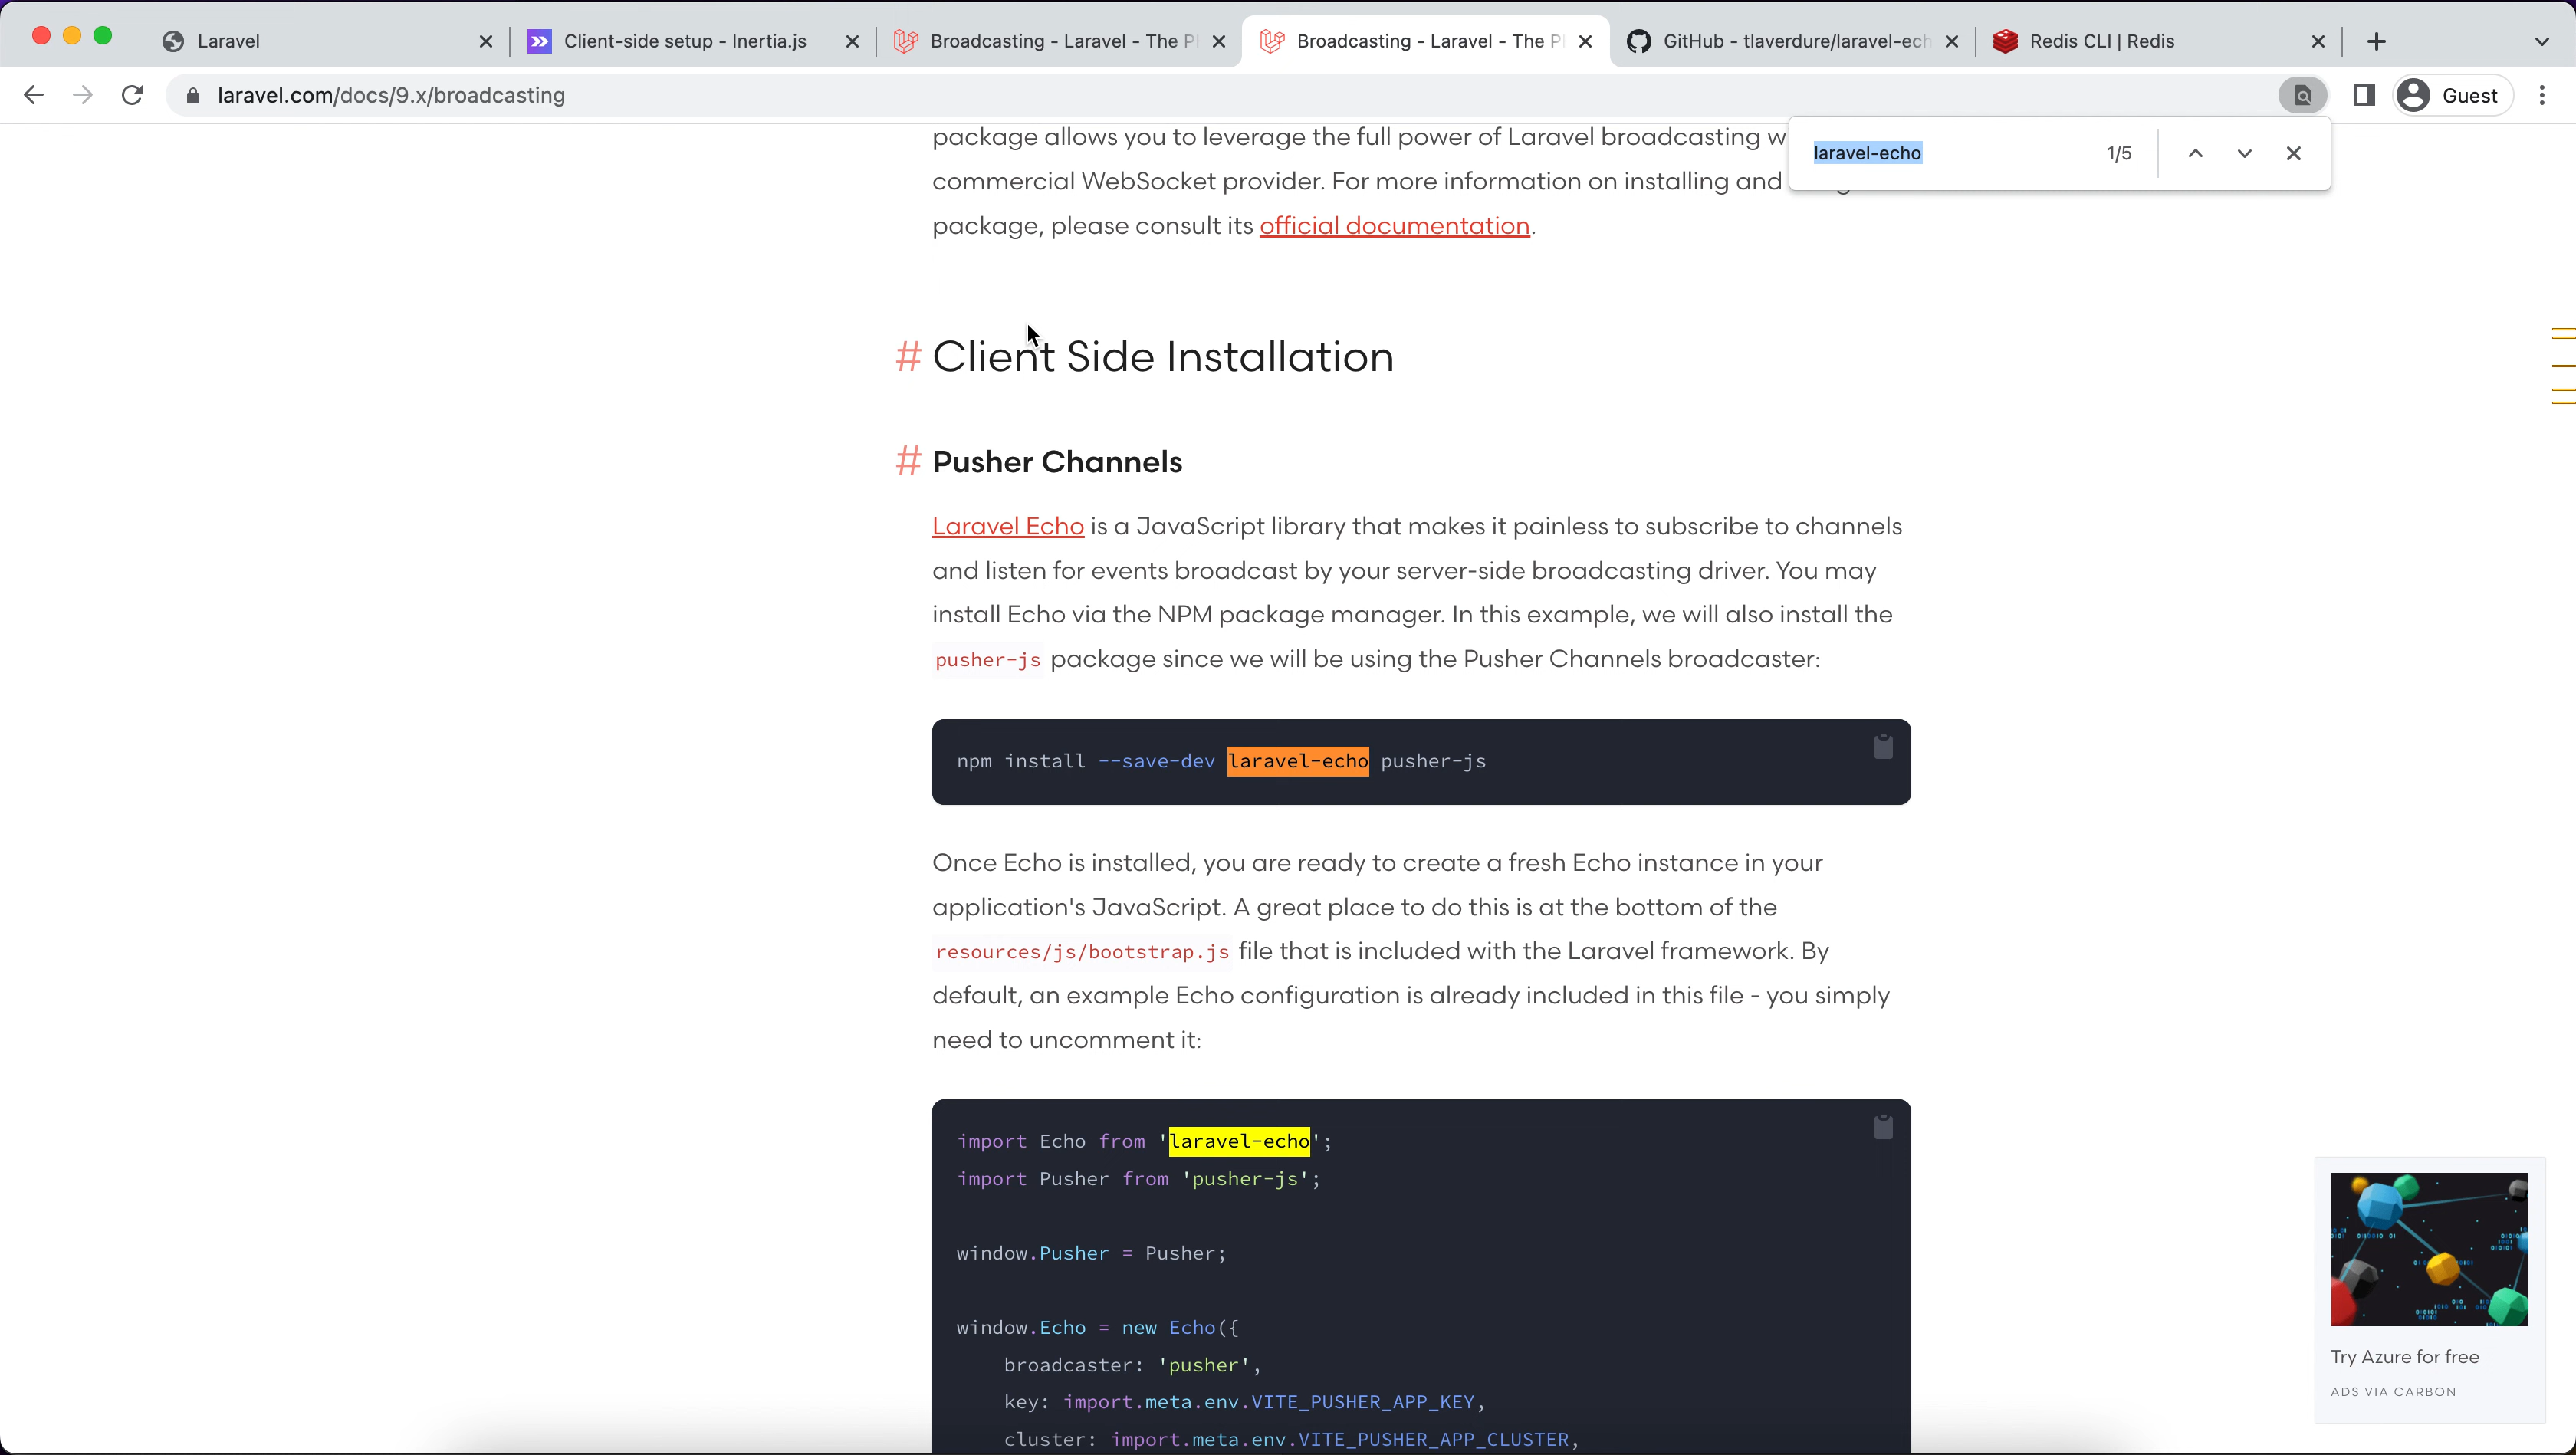 Laravel
Client-side setup - Inertia.js
Broadcasting - Laravel - The P
Broadcasting - Laravel - The P
GitHub - tlaverdure/laravel-ech
Redis CLI | Redis
laravel.com/docs/9.x/broadcasting
Guest
laravel-echo
1/5
package allows you to leverage the full power of Laravel broadcasting wi
commercial WebSocket provider. For more information on installing and
package, please consult its official documentation.
# Client Side Installation
# Pusher Channels
Laravel Echo is a JavaScript library that makes it painless to subscribe to channels
and listen for events broadcast by your server-side broadcasting driver. You may
install Echo via the NPM package manager. In this example, we will also install the
pusher-js package since we will be using the Pusher Channels broadcaster:
npm install --save-dev laravel-echo pusher-js
Once Echo is installed, you are ready to create a fresh Echo instance in your
application's JavaScript. A great place to do this is at the bottom of the
resources/js/bootstrap.js file that is included with the Laravel framework. By
default, an example Echo configuration is already included in this file - you simply
need to uncomment it:
import Echo from 'laravel-echo';
import Pusher from 'pusher-js';
window.Pusher = Pusher;
window.Echo = new Echo({
broadcaster: 'pusher',
key: import.meta.env.VITE_PUSHER_APP_KEY,
cluster: import.meta.env.VITE_PUSHER_APP_CLUSTER,
Try Azure for free
ADS VIA CARBON